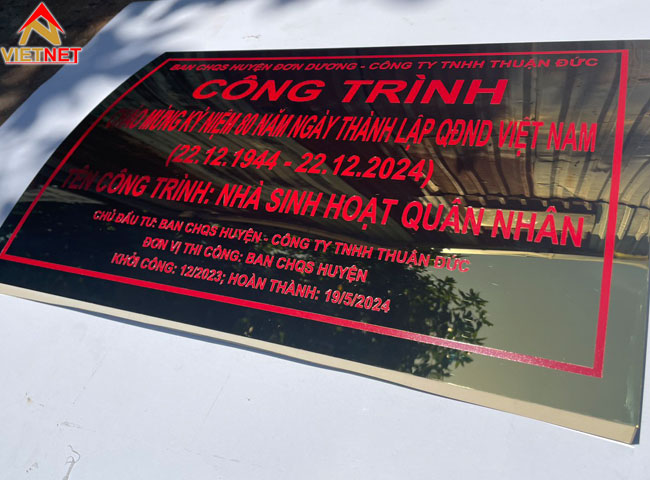 VIETNET
BAN CHQS HUYỆN ĐƠN DƯƠNG - CÔNG TY TNHH THUẬN ĐỨC
CÔNG TRÌNH
MỪNG KỶ NIỆM 80 NĂM NGÀY THÀNH LẬP QĐND VIỆT NAM
(22.12.1944 - 22.12.2024)
TÊN CÔNG TRÌNH: NHÀ SINH HOẠT QUÂN NHÂN
CHỦ ĐẦU TƯ: BAN CHQS HUYỆN - CÔNG TY TNHH THUẬN ĐỨC
ĐƠN VỊ THI CÔNG: BAN CHQS HUYỆN
KHỞI CÔNG: 12/2023; HOÀN THÀNH: 19/5/2024